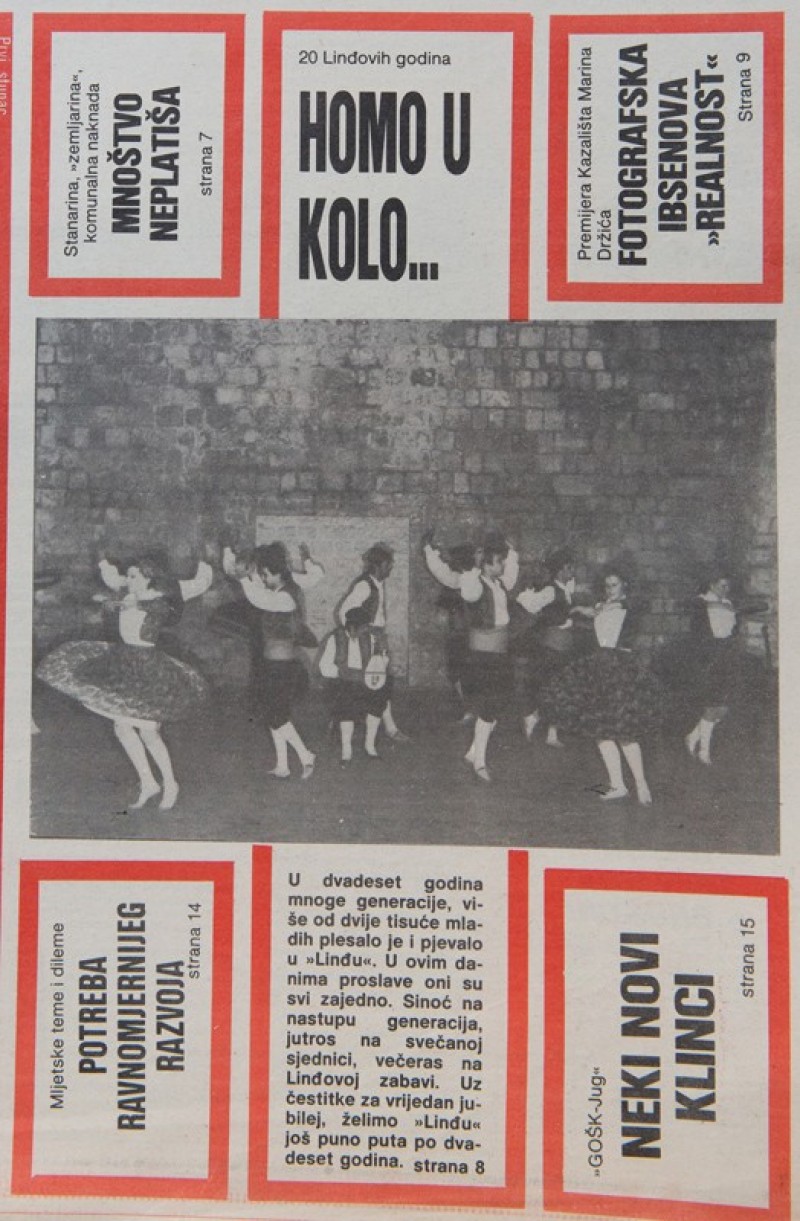 Prvi stupac
Stanarina, »zemljarina«,
komunalna naknada
MNOŠTVO
NEPLATIŠA
strana 7
20 Linđovih godina
HOMO U
KOLO...
Premijera Kazališta Marina
Držića
FOTOGRAFSKA
IBSENOVA
»REALNOST«
Strana 9
Mljetske teme i dileme
POTREBA
RAVNOMJERNIJEG
RAZVOJA
strana 14
U dvadeset godina
mnoge generacije, vi-
še od dvije tisuće mla-
dih plesalo je i pjevalo
u »Linđu«. U ovim da-
nima proslave oni su
svi zajedno. Sinoć na
nastupu generacija,
jutros na svečanoj
sjednici, večeras na
Linđovoj zabavi. Uz
čestitke za vrijedan ju-
bilej, želimo »Linđu«
još puno puta po dva-
deset godina. strana 8
»GOŠK-Jug«
NEKI NOVI
KLINCI
strana 15